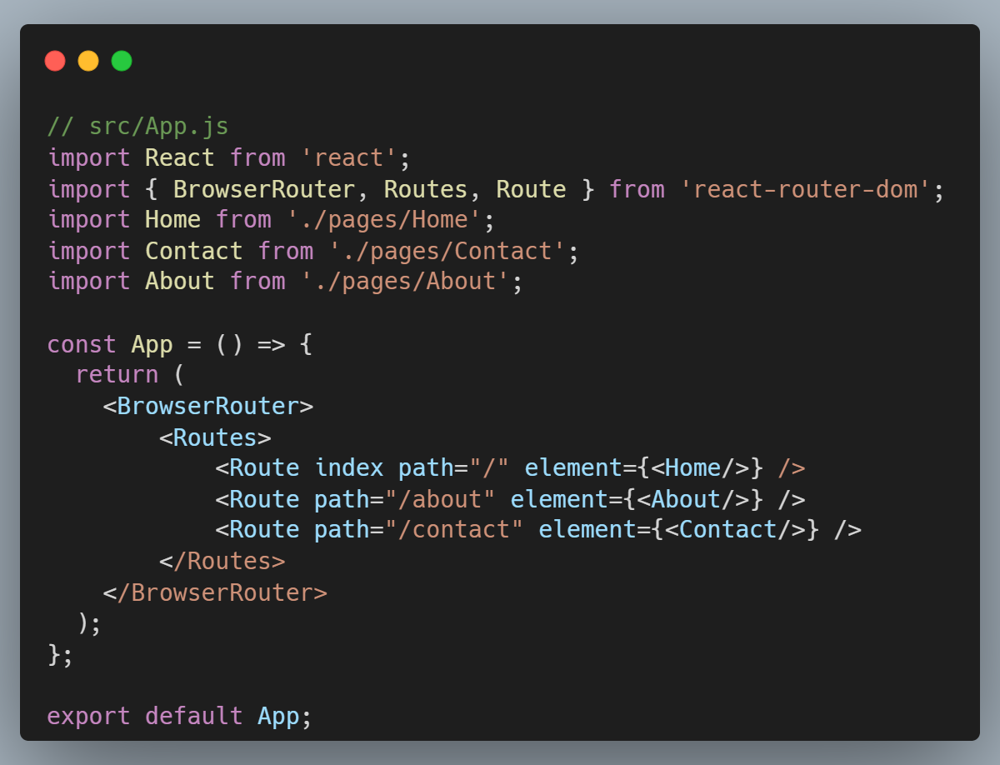 // src/App.js
import React from 'react';
import { BrowserRouter, Routes, Route } from 'react-router-dom';
import Home from './pages/Home';
import Contact from './pages/Contact';
import About from './pages/About';

const App = () => {
  return (
    <BrowserRouter>
        <Routes>
            <Route index path="/" element={<Home/>} />
            <Route path="/about" element={<About/>} />
            <Route path="/contact" element={<Contact/>} />
        </Routes>
    </BrowserRouter>
  );
};

export default App;